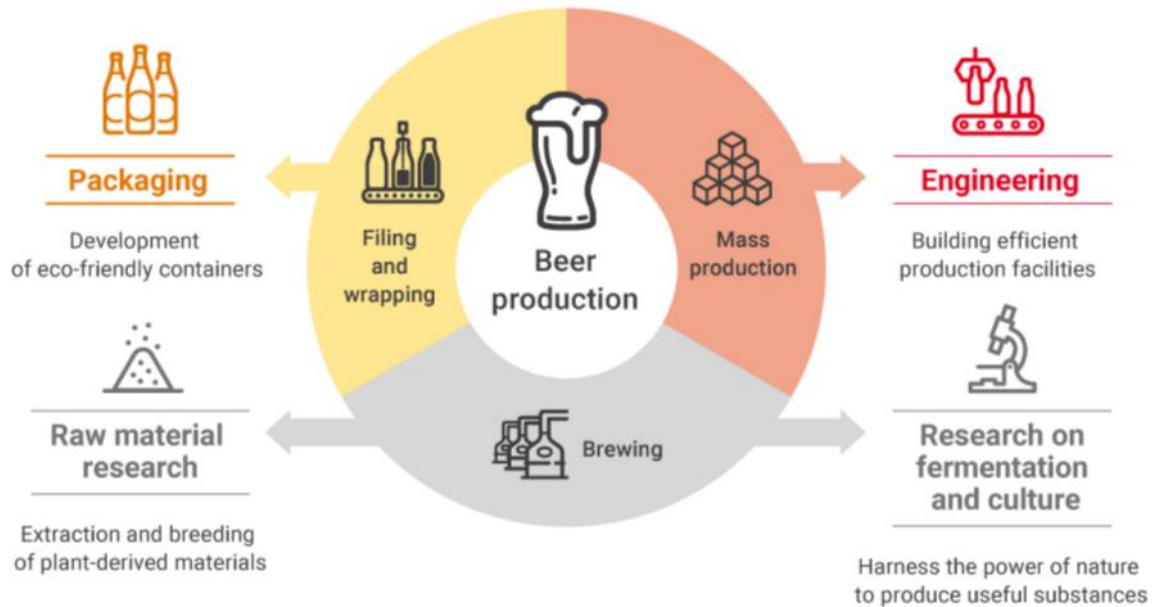 Packaging
Development
of eco-friendly containers
Raw material
research
Extraction and breeding
of plant-derived materials
Filing
and
wrapping
Beer
production
Mass
production
Brewing
Engineering
Building efficient
production facilities
Research on
fermentation
and culture
Harness the power of nature
to produce useful substances